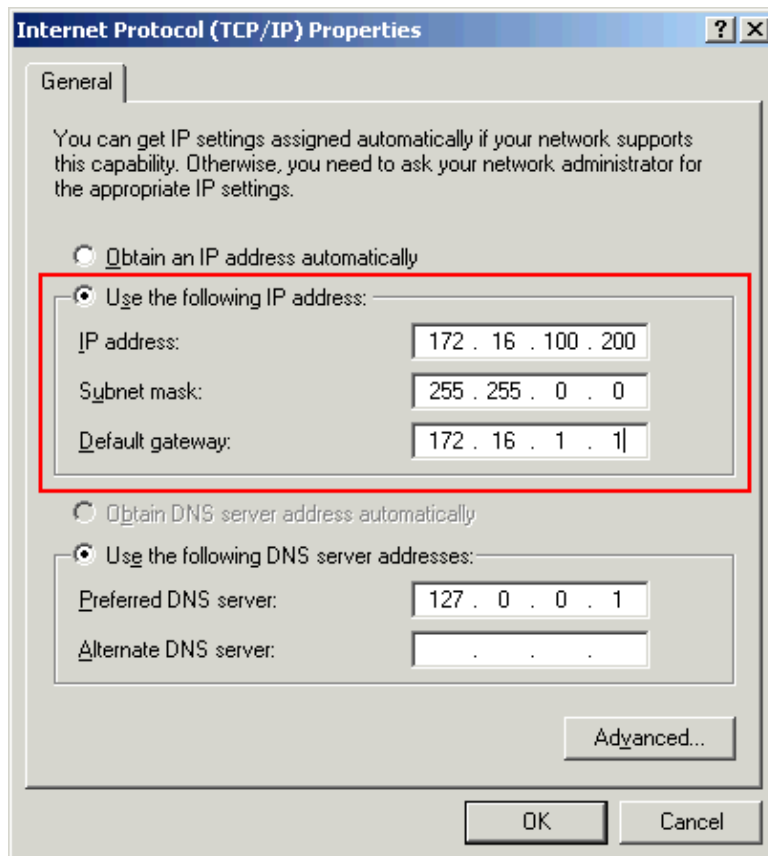 Internet Protocol (TCP/IP) Properties
General
You can get IP settings assigned automatically if your network supports
this capability. Otherwise, you need to ask your network administrator for
the appropriate IP settings.
Obtain an IP address automatically
Use the following IP address:
IP address: 172 . 16 . 100 . 200
Subnet mask: 255 . 255 . 0 . 0
Default gateway: 172 . 16 . 1 . 1
Obtain DNS server address automatically
Use the following DNS server addresses:
Preferred DNS server: 127 . 0 . 0 . 1
Alternate DNS server: . . .
Advanced...
OK Cancel